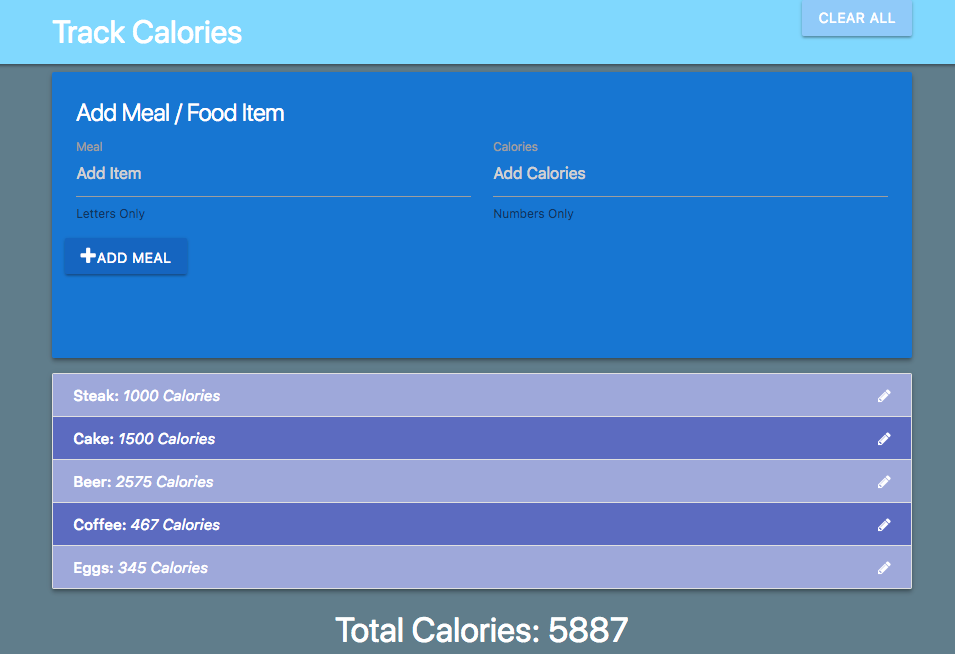 Track Calories
CLEAR ALL
Add Meal / Food Item
Meal
Calories
Add Item
Add Calories
Letters Only
Numbers Only
ADD MEAL
Steak: 1000 Calories
Cake: 1500 Calories
Beer: 2575 Calories
Coffee: 467 Calories
Eggs: 345 Calories
Total Calories: 5887